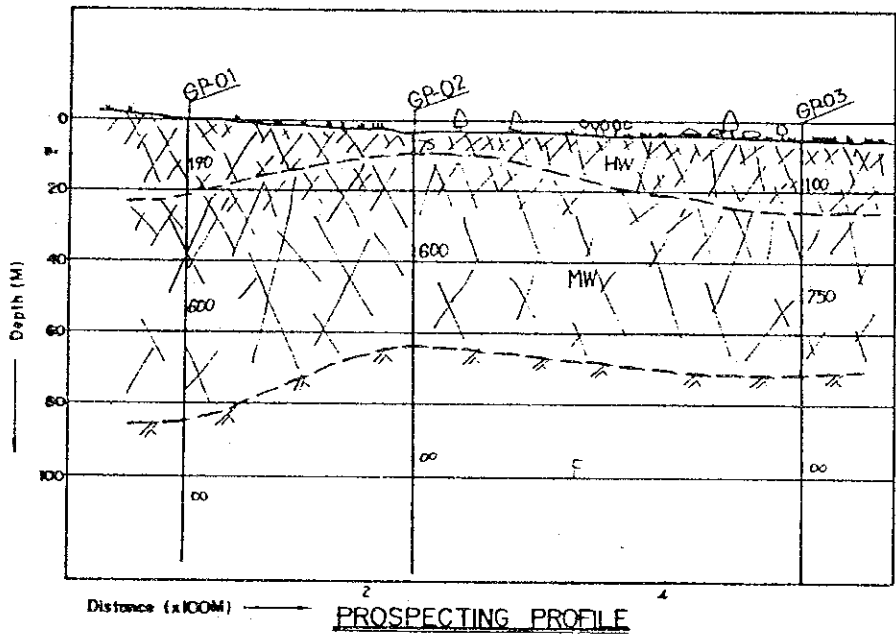 GP-01
GP-02
GP-03
0
190
75
HW
20
100
40
600
MW
600
750
60
80
100
∞
∞
∞
F
2
4
Depth (M)
Distance (x100M)
PROSPECTING PROFILE